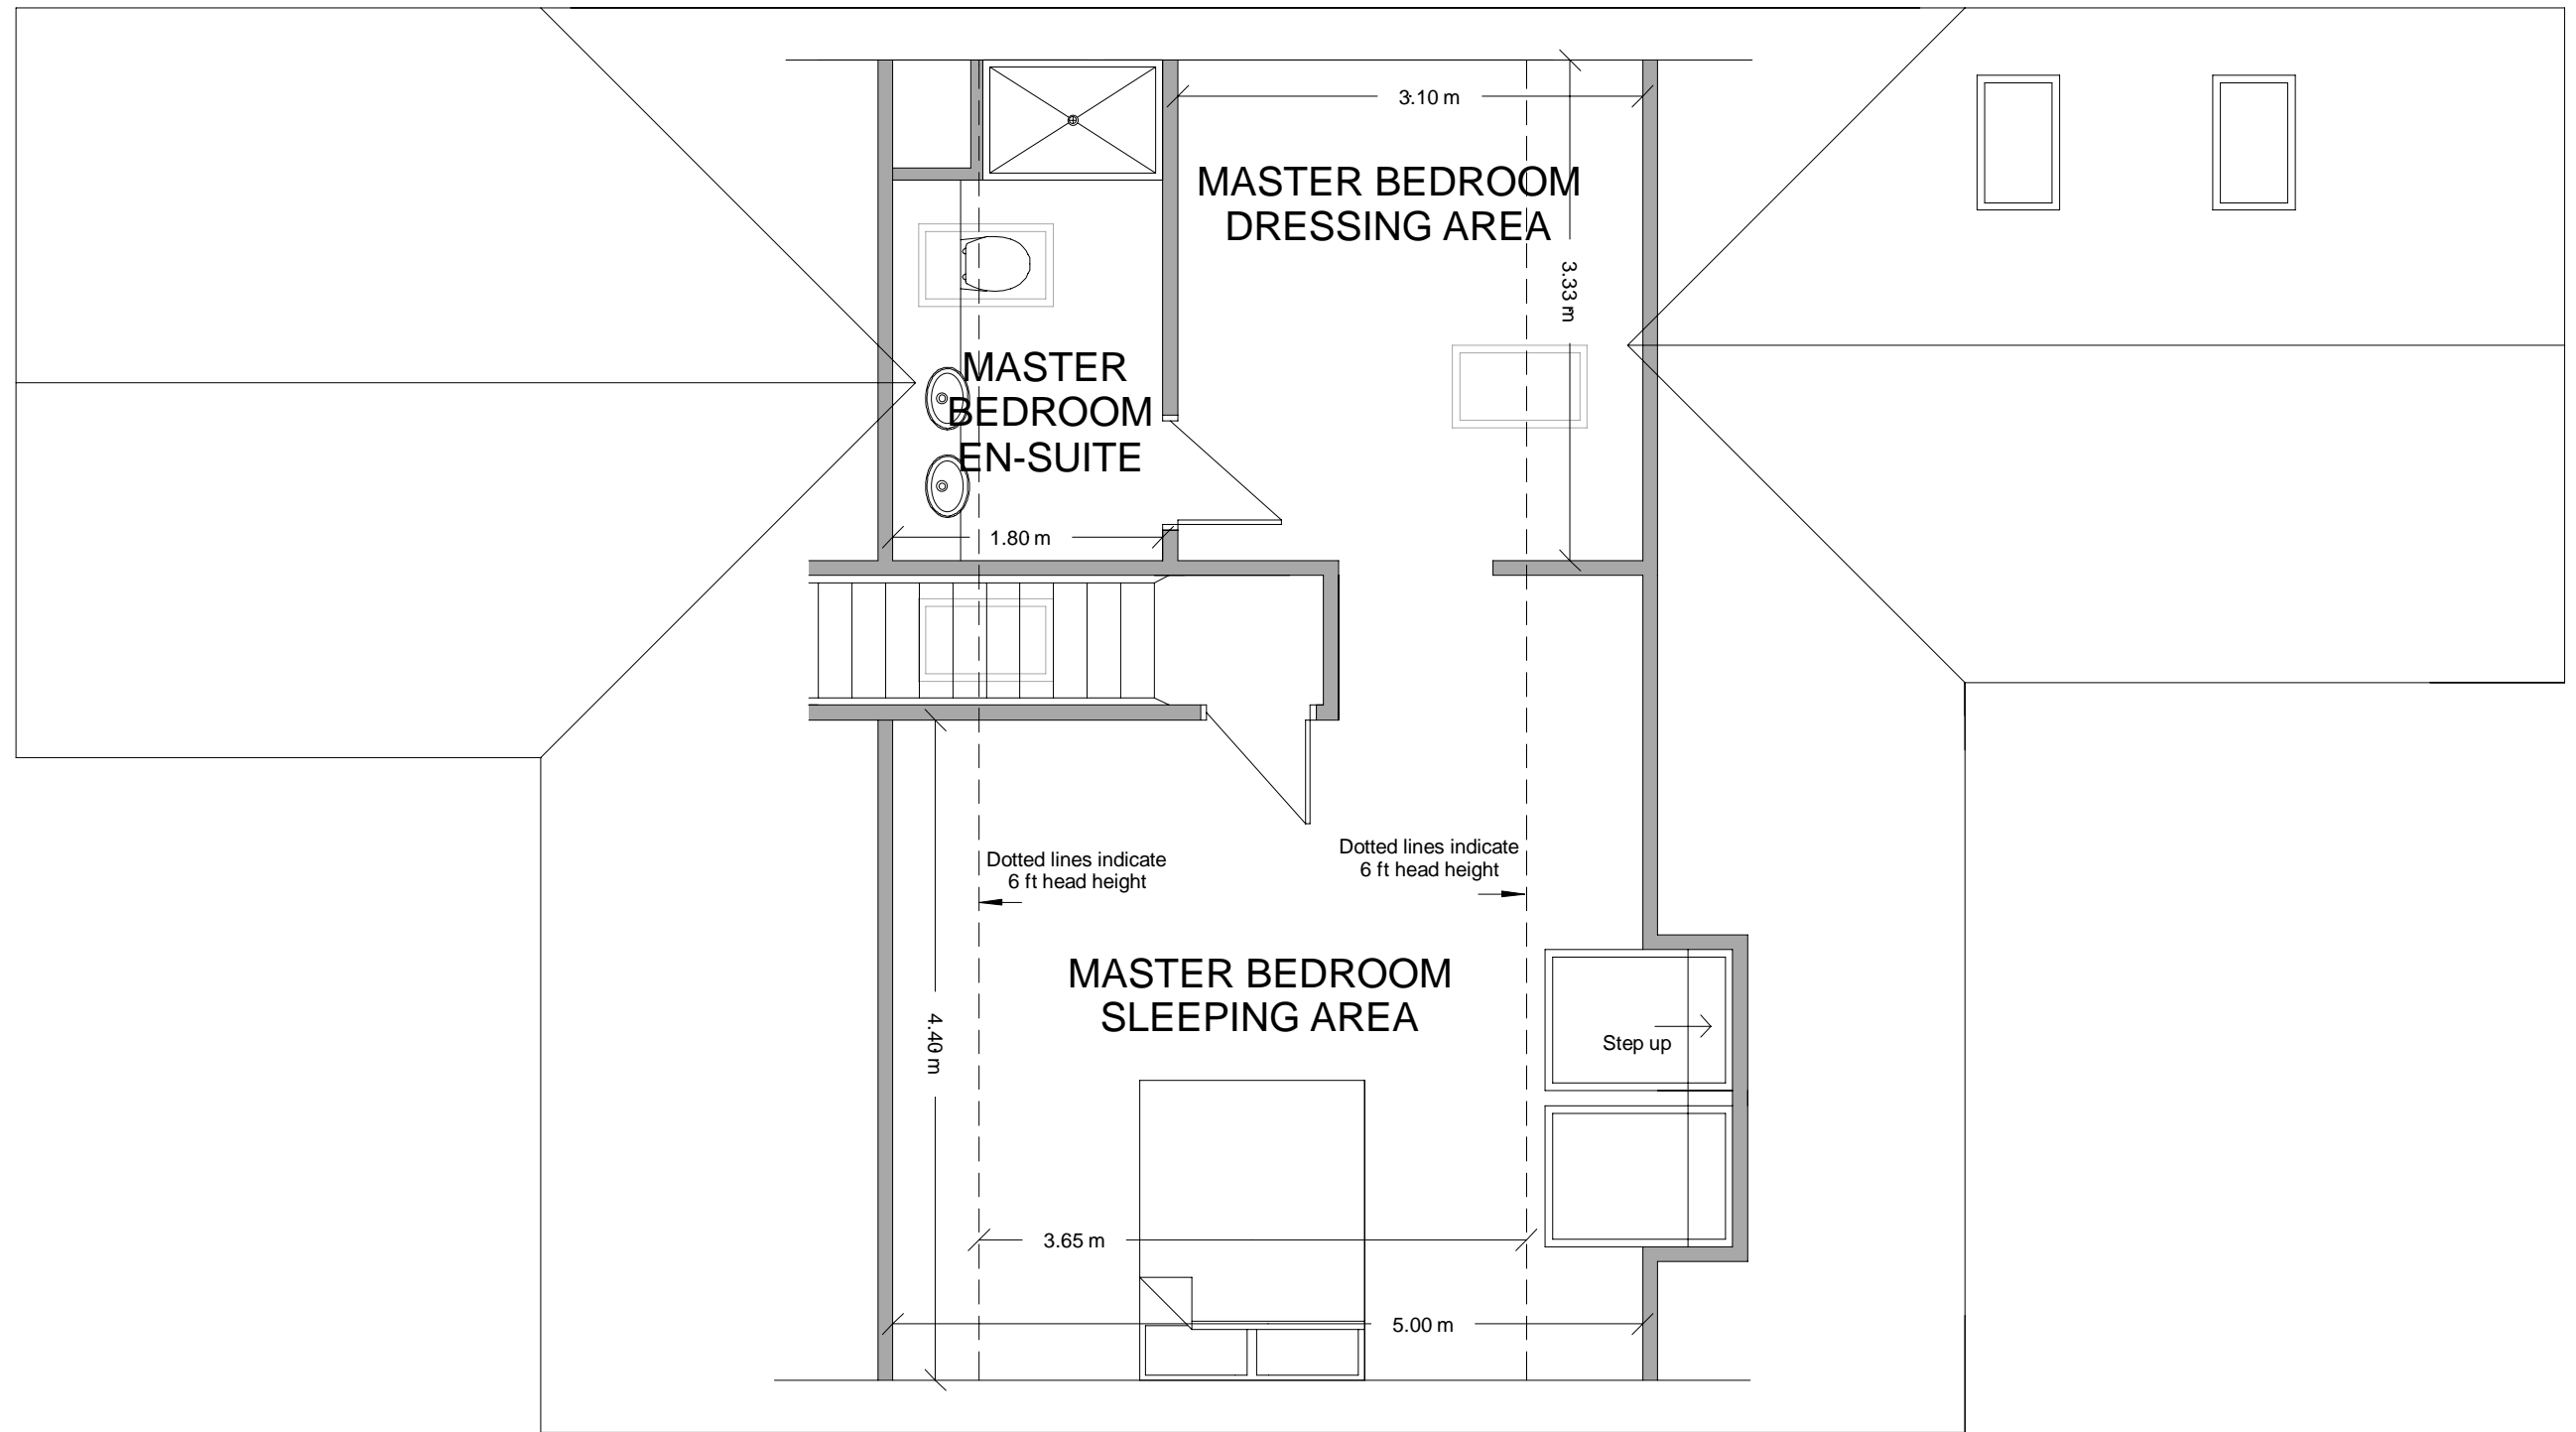 3.10 m
MASTER BEDROOM
DRESSING AREA
3.33 m
MASTER
BEDROOM
EN-SUITE
1.80 m
Dotted lines indicate
6 ft head height
Dotted lines indicate
6 ft head height
MASTER BEDROOM
SLEEPING AREA
4.40 m
Step up
3.65 m
5.00 m